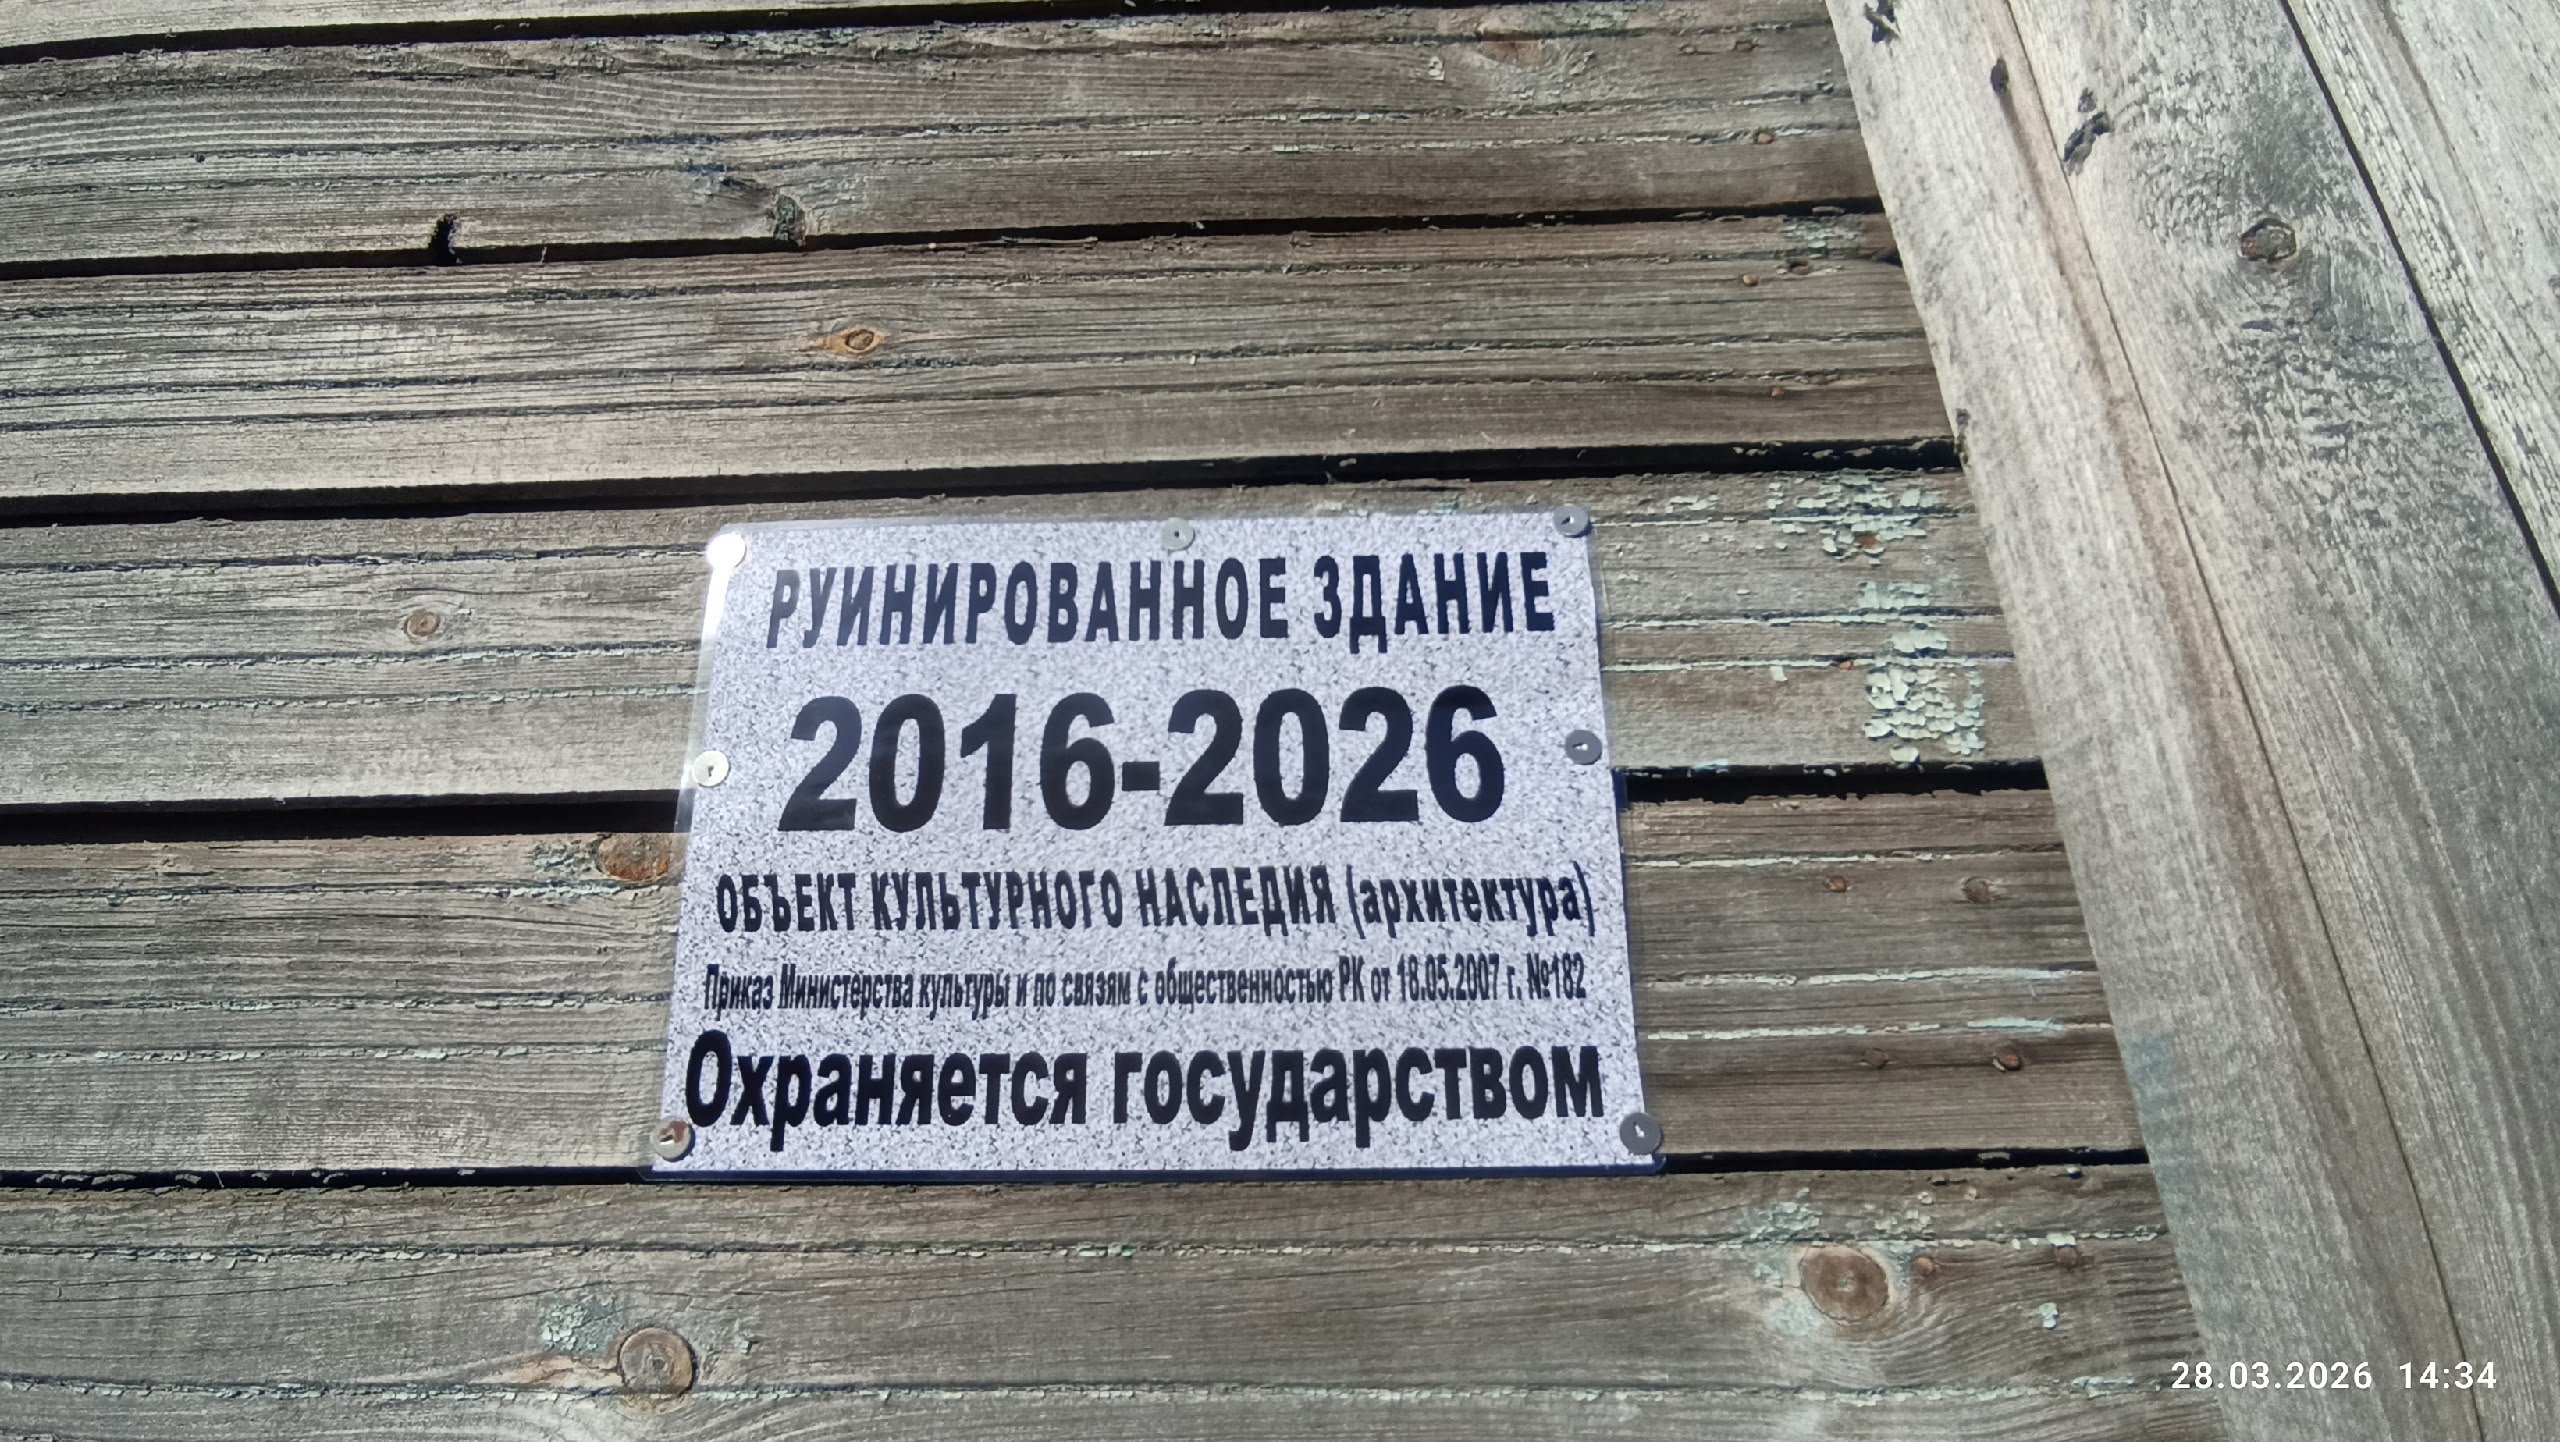 РУИНИРОВАННОЕ ЗДАНИЕ
2016-2026
ОБЪЕКТ КУЛЬТУРНОГО НАСЛЕДИЯ (архитектура)
Приказ Министерства культуры и по связям с общественностью РК от 18.05.2007 г. №182
Охраняется государством
28.03.2026 14:34